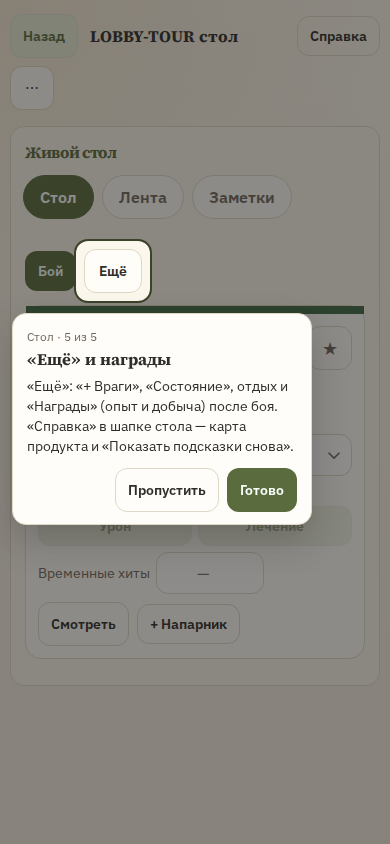 Назад
LOBBY-TOUR стол
Справка
...
Живой стол
Стол
Лента
Заметки
Бой
Ещё
Стол · 5 из 5
★
«Ещё» и награды
«Ещё»: «+ Враги», «Состояние», отдых и
«Награды» (опыт и добыча) после боя.
«Справка» в шапке стола — карта
продукта и «Показать подсказки снова».
Пропустить
Готово
Урон
Лечение
Временные хиты
—
Смотреть
+ Напарник